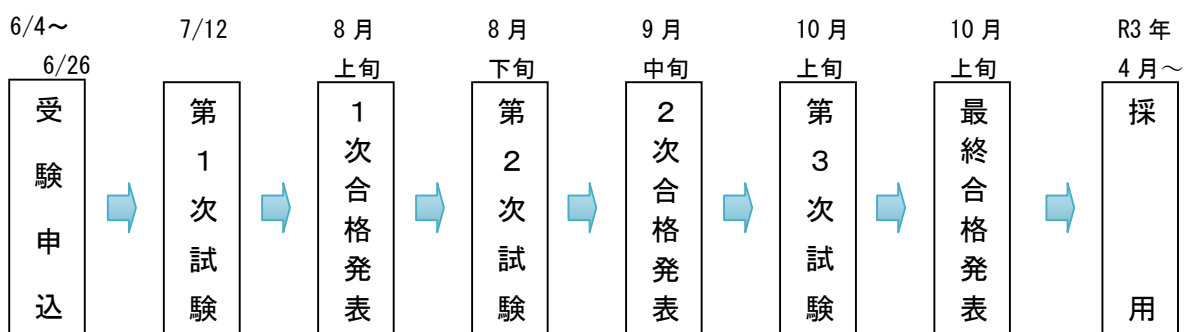 6/4～
6/26
受験申込
7/12
第1次試験
8月
上旬
1次合格発表
8月
下旬
第2次試験
9月
中旬
2次合格発表
10月
上旬
第3次試験
10月
上旬
最終合格発表
R3年
4月～
採用